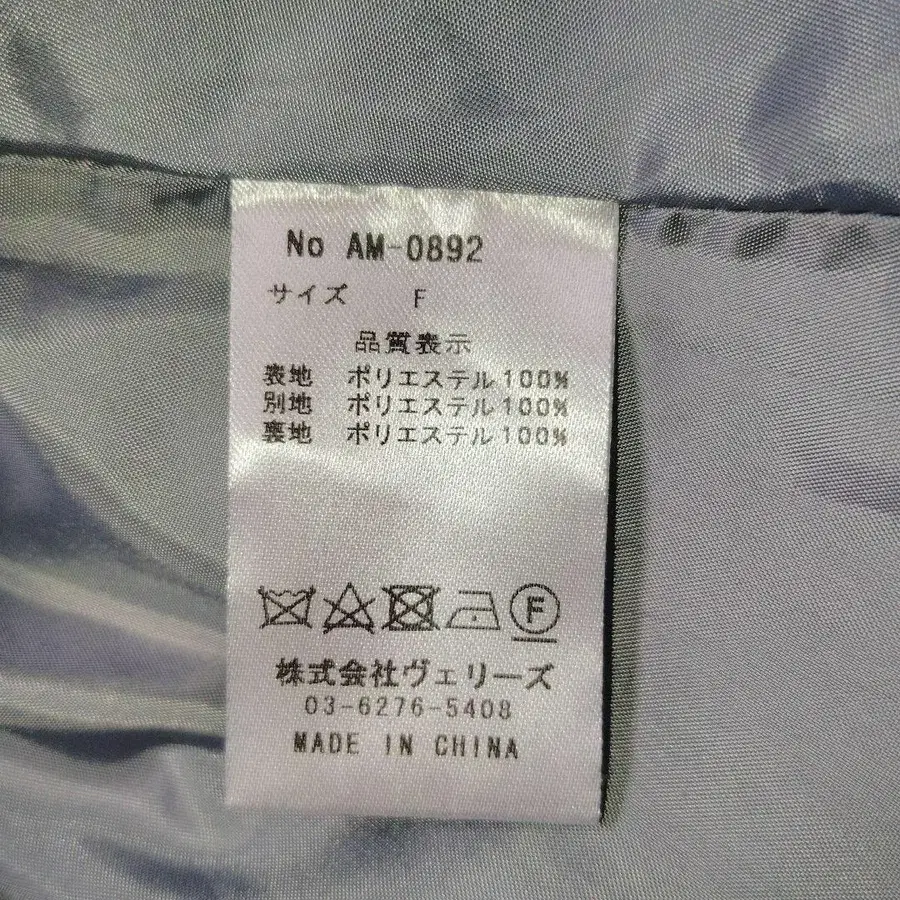 No AM-0892
サイズ F
品質表示
表地 ポリエステル100%
別地 ポリエステル100%
裏地 ポリエステル100%
F
株式会社ヴェリーズ
03-6276-5408
MADE IN CHINA